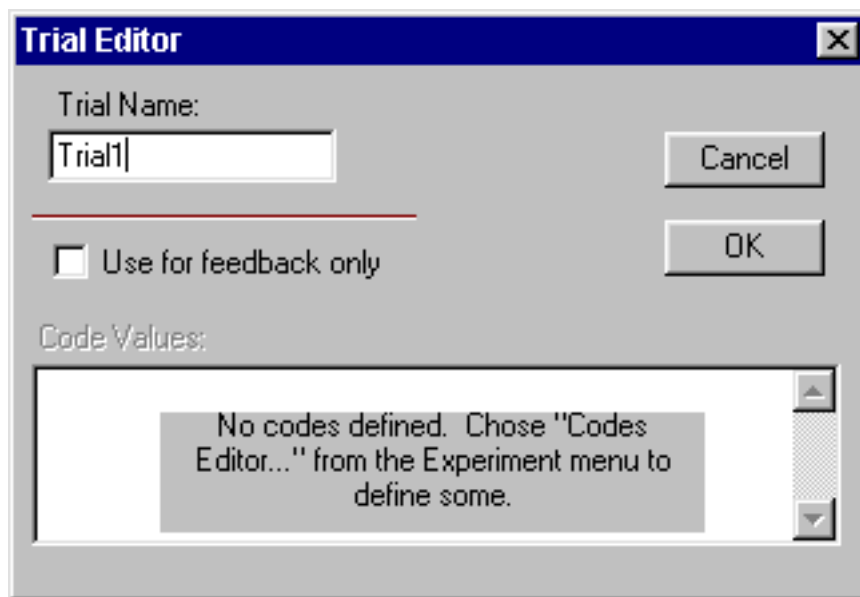 Trial Editor
Trial Name:
Trial1
Cancel
OK
Use for feedback only
Code Values:
No codes defined.  Chose "Codes
Editor..." from the Experiment menu to
define some.